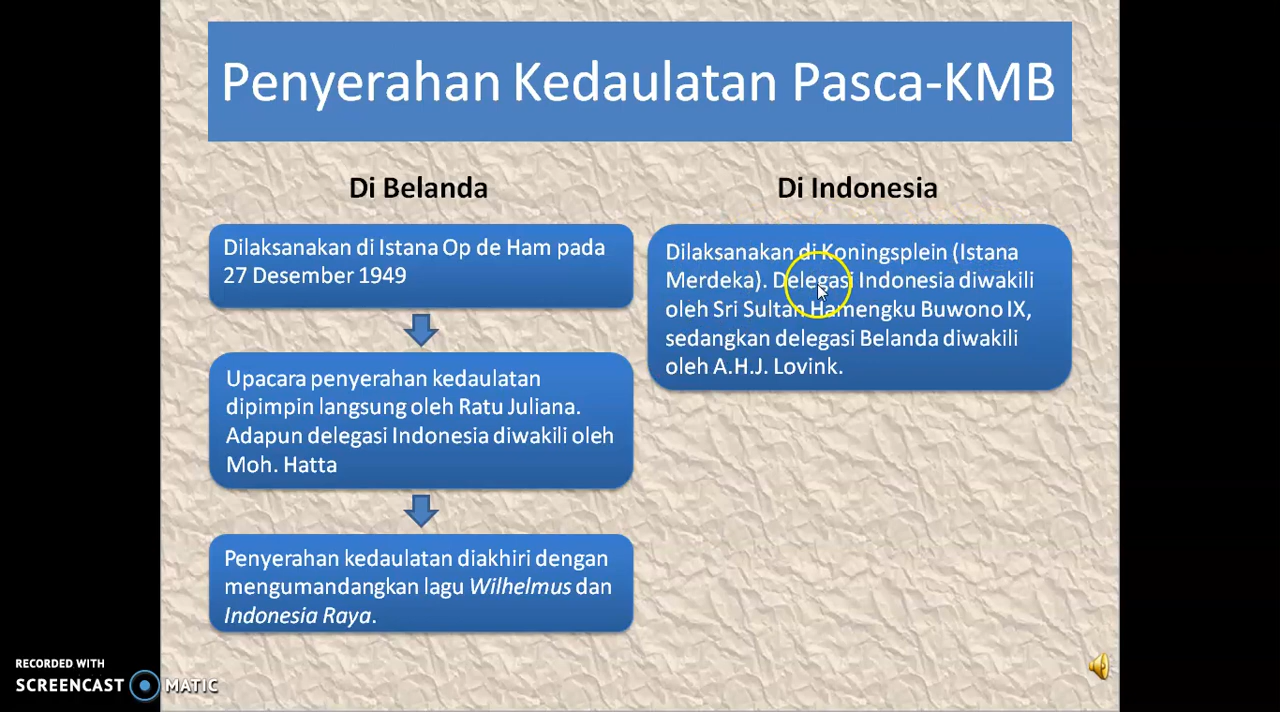 Penyerahan Kedaulatan Pasca-KMB
Di Belanda
Dilaksanakan di Istana Op de Ham pada
27 Desember 1949
Upacara penyerahan kedaulatan
dipimpin langsung oleh Ratu Juliana.
Adapun delegasi Indonesia diwakili oleh
Moh. Hatta
Penyerahan kedaulatan diakhiri dengan
mengumandangkan lagu Wilhelmus dan
Indonesia Raya.
Di Indonesia
Dilaksanakan di Koningsplein (Istana
Merdeka). Delegasi Indonesia diwakili
oleh Sri Sultan Hamengku Buwono IX,
sedangkan delegasi Belanda diwakili
oleh A.H.J. Lovink.
RECORDED WITH
SCREENCAST MATIC